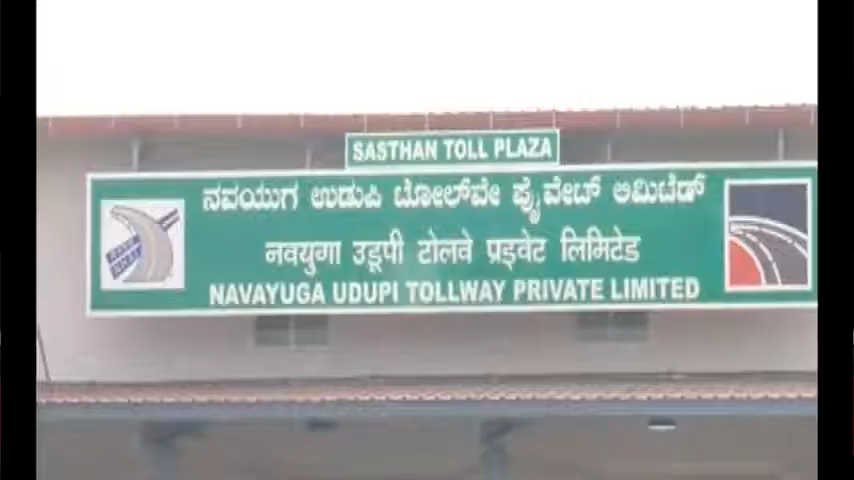 SASTHAN TOLL PLAZA
ನವಯುಗ ಉಡುಪಿ ಟೋಲ್‌ವೇ ಪ್ರೈವೇಟ್ ಲಿಮಿಟೆಡ್
नवयुगा उडूपी टोलवे प्रइवेट लिमिटेड
NAVAYUGA UDUPI TOLLWAY PRIVATE LIMITED